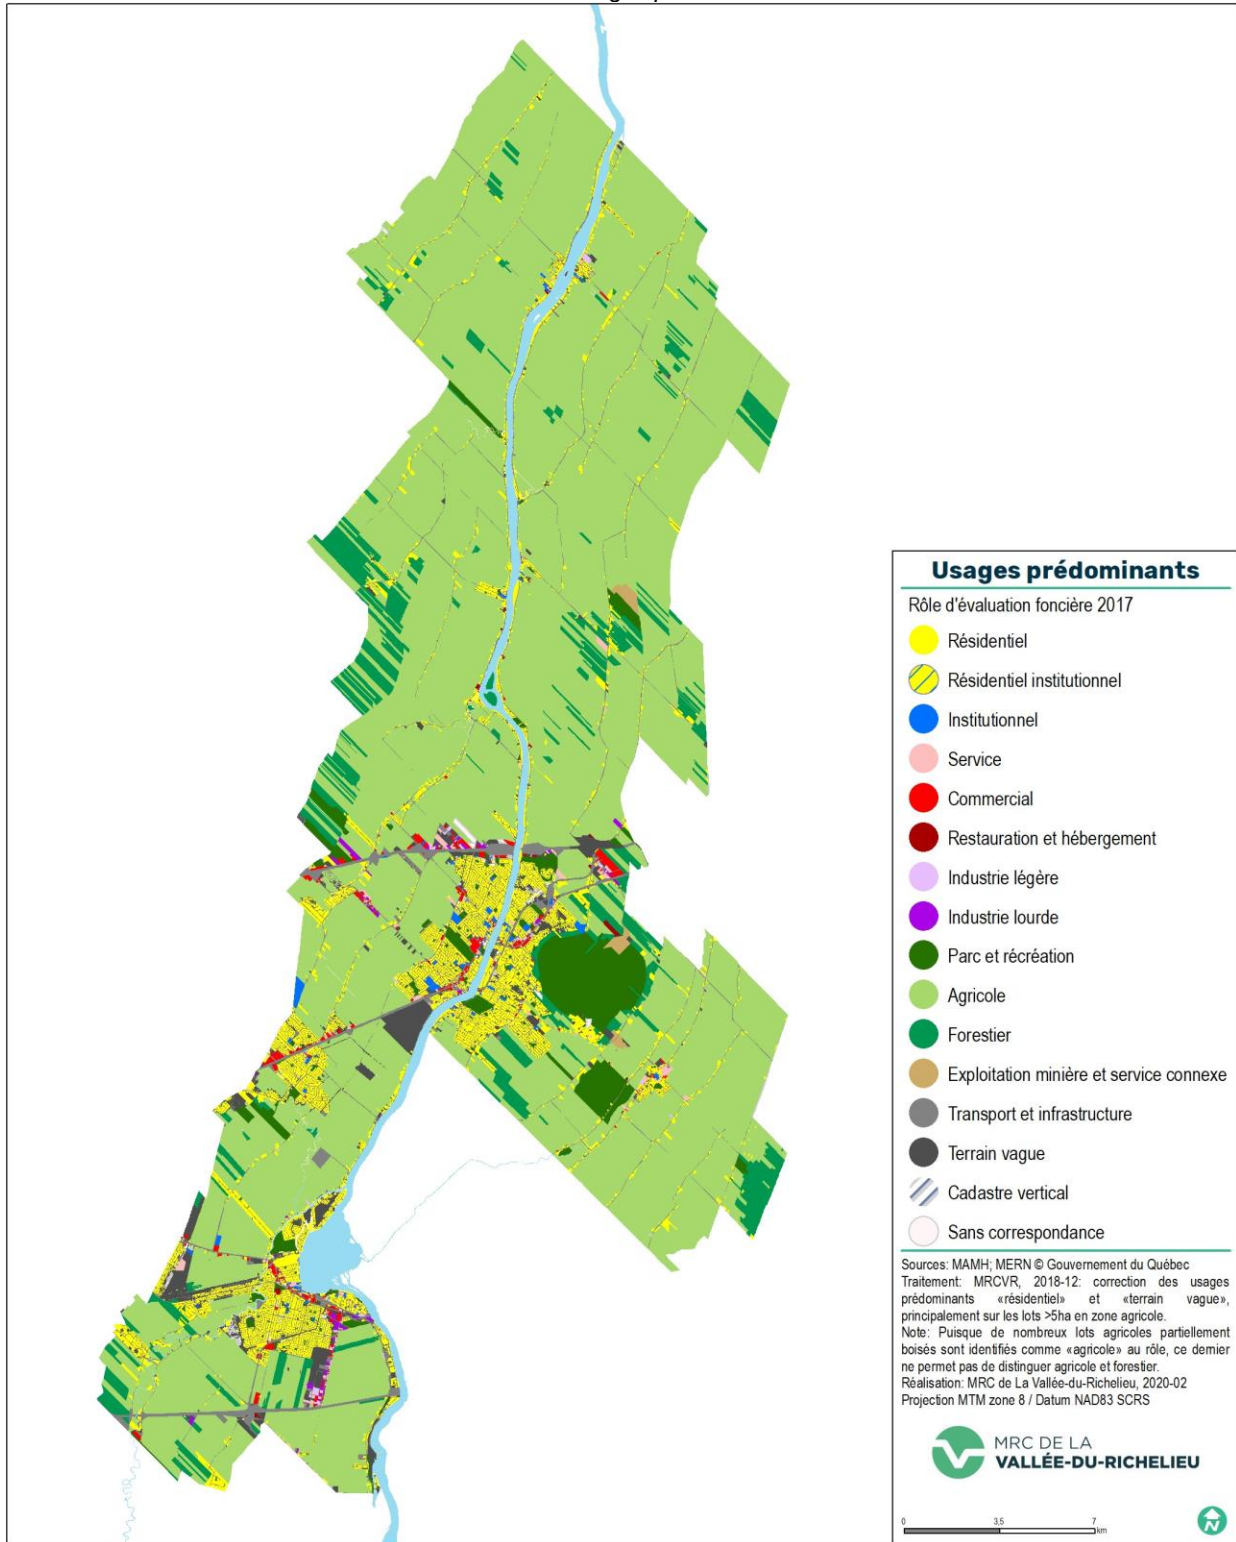 Usages prédominants
Rôle d'évaluation foncière 2017
Résidentiel
Résidentiel institutionnel
Institutionnel
Service
Commercial
Restauration et hébergement
Industrie légère
Industrie lourde
Parc et récréation
Agricole
Forestier
Exploitation minière et service connexe
Transport et infrastructure
Terrain vague
Cadastre vertical
Sans correspondance
Sources: MAMH; MERN © Gouvernement du Québec
Traitement: MRCVR, 2018-12: correction des usages
prédominants «résidentiel» et «terrain vague»,
principalement sur les lots >5ha en zone agricole.
Note: Puisque de nombreux lots agricoles partiellement
boisés sont identifiés comme «agricole» au rôle, ce dernier
ne permet pas de distinguer agricole et forestier.
Réalisation: MRC de La Vallée-du-Richelieu, 2020-02
Projection MTM zone 8 / Datum NAD83 SCRS
MRC DE LA
VALLÉE-DU-RICHELIEU
0 3,5 7
km
N